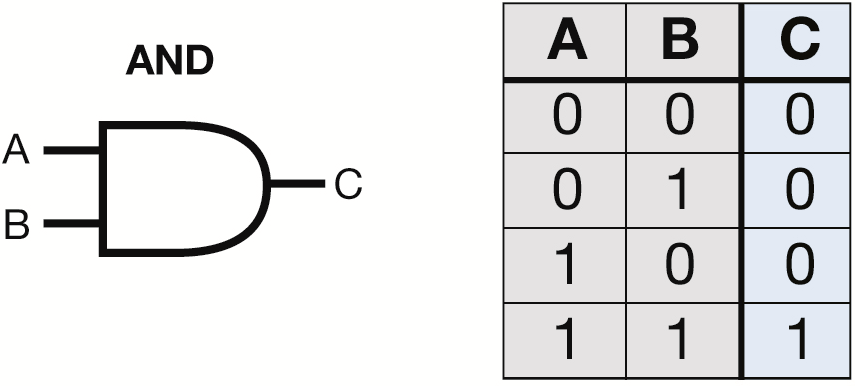 AND
A
B
C
A B C
0 0 0
0 1 0
1 0 0
1 1 1